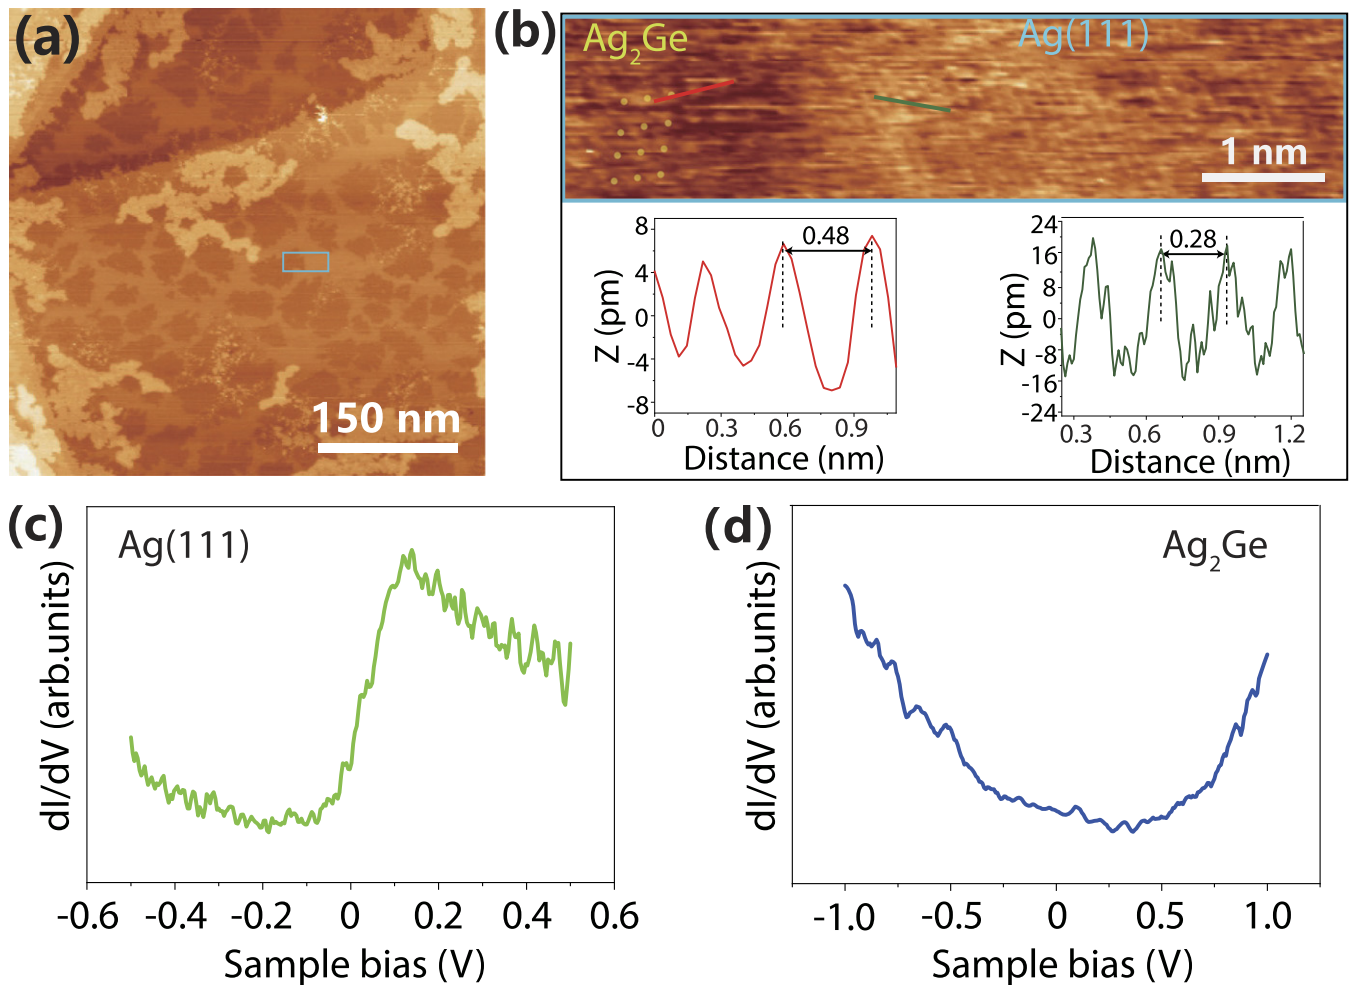 (a)
150 nm
(b)
Ag2Ge
Ag(111)
1 nm
8
4
0
-4
-8
Z (pm)
0.48
0
0.3
0.6
0.9
Distance (nm)
24
16
8
0
-8
-16
-24
Z (pm)
0.28
0.3
0.6
0.9
1.2
Distance (nm)
(c)
Ag(111)
dI/dV (arb.units)
-0.6
-0.4
-0.2
0
0.2
0.4
0.6
Sample bias (V)
(d)
Ag2Ge
dI/dV (arb.units)
-1.0
-0.5
0
0.5
1.0
Sample bias (V)